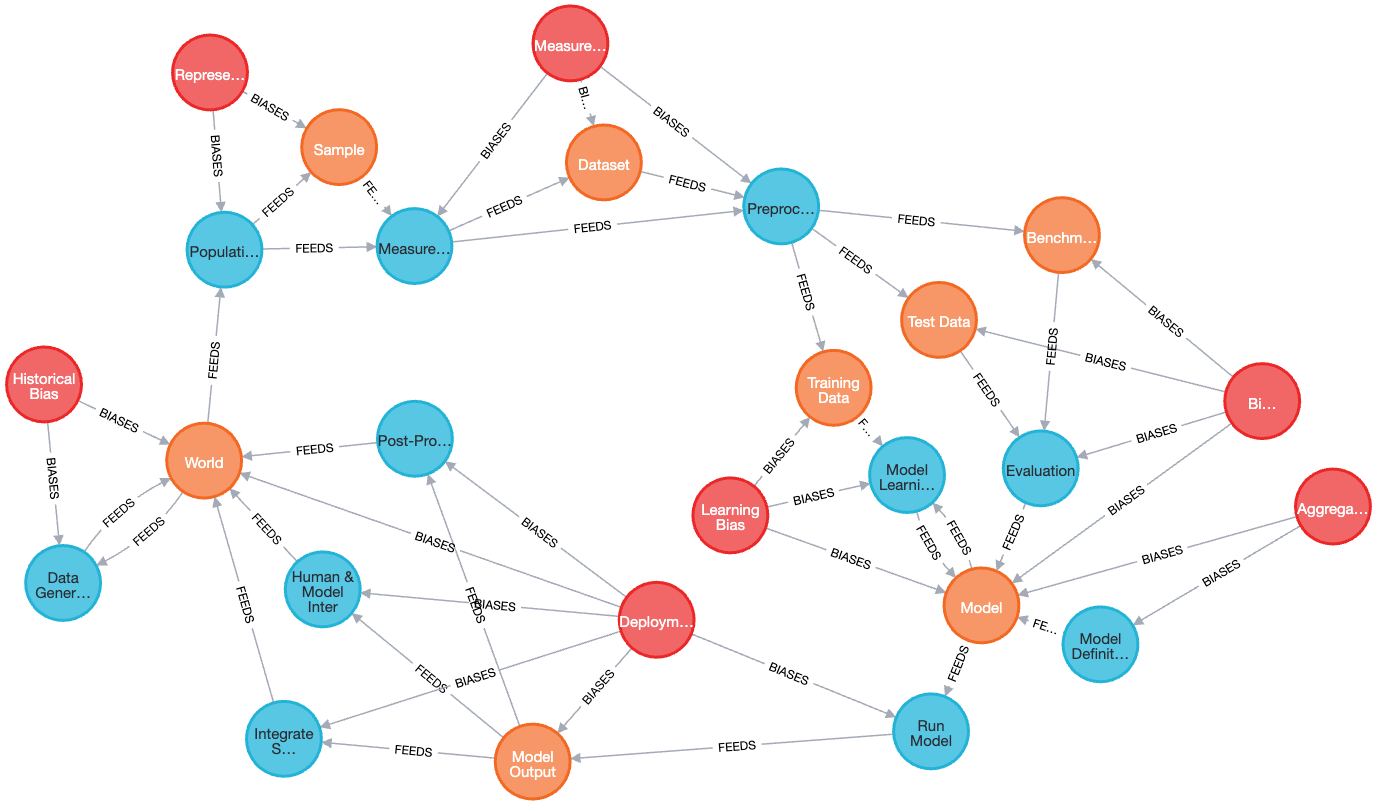 Measure…
Represe…
BIASES
BI…
BIASES
BIASES
BIASES
BIASES
Sample
Dataset
FEEDS
FE…
FEEDS
FEEDS
Preproc…
FEEDS
Populati…
FEEDS
Measure…
FEEDS
FEEDS
Benchm…
FEEDS
FEEDS
Test Data
BIASES
FEEDS
FEEDS
BIASES
Historical
Bias
Training
Data
FEEDS
Bi…
BIASES
F…
BIASES
Post-Pro…
FEEDS
World
BIASES
Model
Learni…
Evaluation
BIASES
BIASES
Learning
Bias
BIASES
Aggrega…
FEEDS
FEEDS
FEEDS
BIASES
BIASES
FEEDS
FEEDS
FEEDS
BIASES
BIASES
BIASES
Data
Gener…
Human &
Model
Inter
FEEDS
BIASES
FEEDS
Deploym…
Model
FE…
Model
Definit…
FEEDS
BIASES
FEEDS
BIASES
BIASES
Integrate
S…
FEEDS
Model
Output
FEEDS
Run
Model